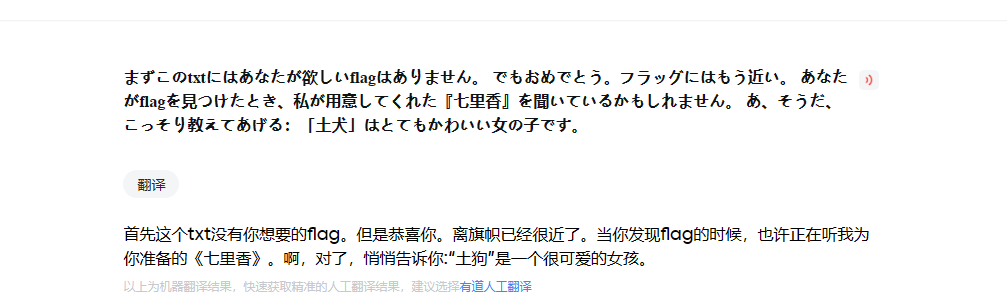 まずこのtxtにはあなたが欲しいflagはありません。 でもおめでとう。フラッグにはもう近い。 あなた
がflagを見つけたとき、私が用意してくれた『七里香』を聞いているかもしれません。 あ、そうだ、
こっそり教えてあげる：「土犬」はとてもかわいい女の子です。
翻译
首先这个txt没有你想要的flag。但是恭喜你。离旗帜已经很近了。当你发现flag的时候，也许正在听我为
你准备的《七里香》。啊，对了，悄悄告诉你:“土狗”是一个很可爱的女孩。
以上为机器翻译结果，快速获取精准的人工翻译结果，建议选择有道人工翻译